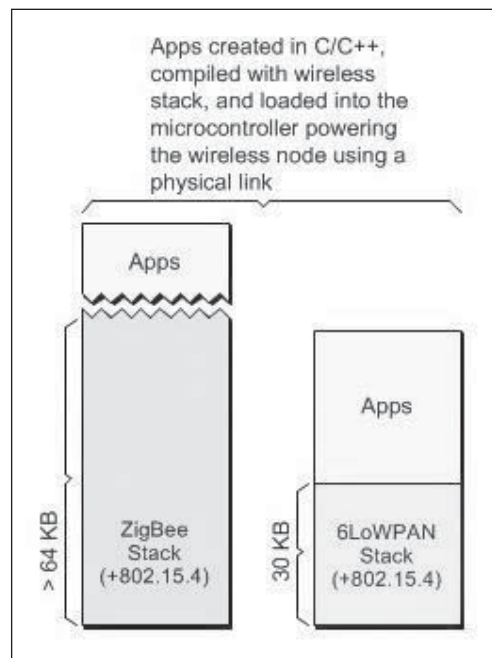 Apps created in C/C++,
compiled with wireless
stack, and loaded into the
microcontroller powering
the wireless node using a
physical link
Apps
> 64 KB
ZigBee
Stack
(+802.15.4)
Apps
30 KB
6LoWPAN
Stack
(+802.15.4)